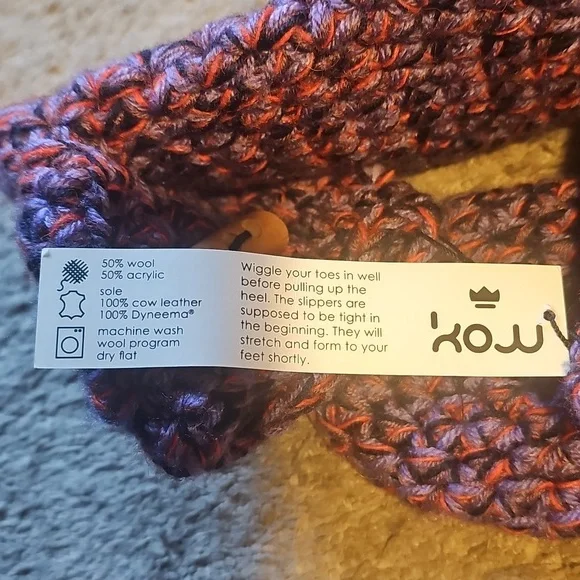 50% wool
50% acrylic
sole
100% cow leather
100% Dyneema®
machine wash
wool program
dry flat
Wiggle your toes in well
before pulling up the
heel. The slippers are
supposed to be tight in
the beginning. They will
stretch and form to your
feet shortly.